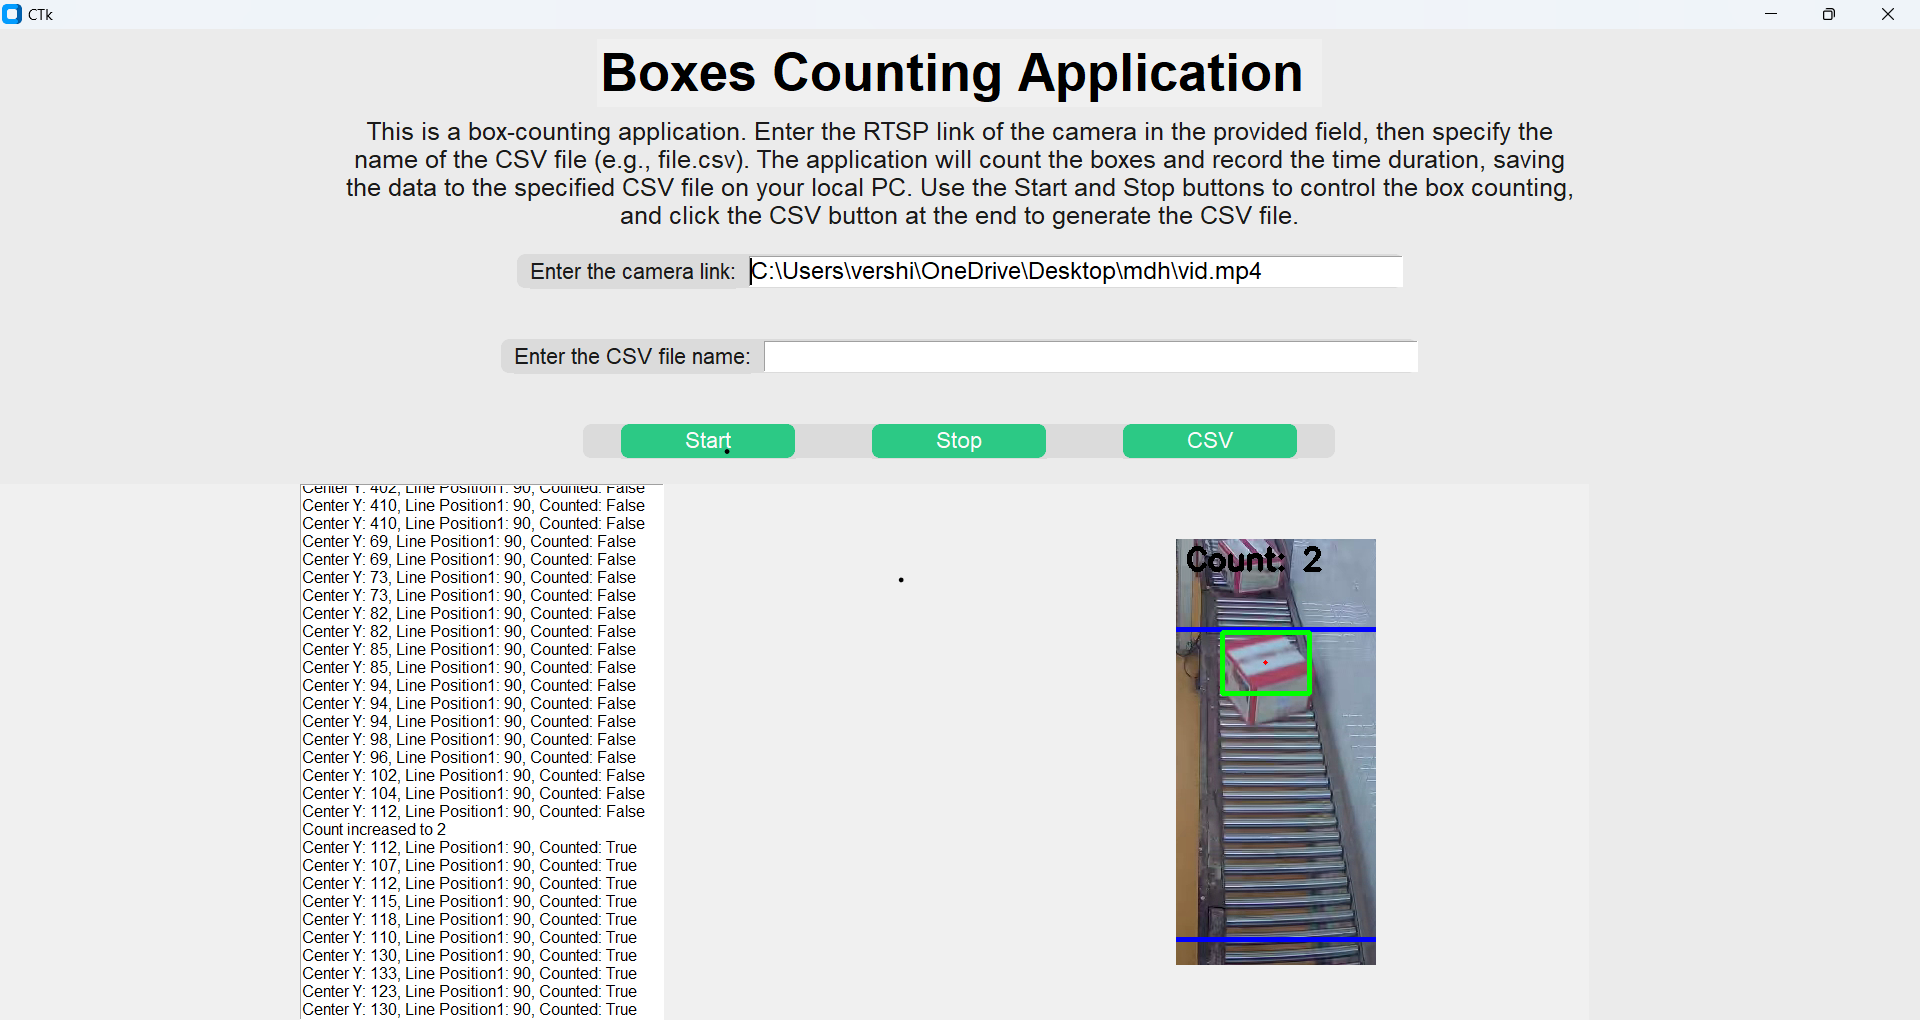 CTk
Boxes Counting Application
This is a box-counting application. Enter the RTSP link of the camera in the provided field, then specify the
name of the CSV file (e.g., file.csv). The application will count the boxes and record the time duration, saving
the data to the specified CSV file on your local PC. Use the Start and Stop buttons to control the box counting,
and click the CSV button at the end to generate the CSV file.
Enter the camera link: C:\Users\vershi\OneDrive\Desktop\mdh\vid.mp4
Enter the CSV file name:
Start Stop CSV
Center Y: 402, Line Position1: 90, Counted: False
Center Y: 410, Line Position1: 90, Counted: False
Center Y: 410, Line Position1: 90, Counted: False
Center Y: 69, Line Position1: 90, Counted: False
Center Y: 69, Line Position1: 90, Counted: False
Center Y: 73, Line Position1: 90, Counted: False
Center Y: 73, Line Position1: 90, Counted: False
Center Y: 82, Line Position1: 90, Counted: False
Center Y: 82, Line Position1: 90, Counted: False
Center Y: 85, Line Position1: 90, Counted: False
Center Y: 85, Line Position1: 90, Counted: False
Center Y: 94, Line Position1: 90, Counted: False
Center Y: 94, Line Position1: 90, Counted: False
Center Y: 94, Line Position1: 90, Counted: False
Center Y: 98, Line Position1: 90, Counted: False
Center Y: 96, Line Position1: 90, Counted: False
Center Y: 102, Line Position1: 90, Counted: False
Center Y: 104, Line Position1: 90, Counted: False
Center Y: 112, Line Position1: 90, Counted: False
Count increased to 2
Center Y: 112, Line Position1: 90, Counted: True
Center Y: 107, Line Position1: 90, Counted: True
Center Y: 112, Line Position1: 90, Counted: True
Center Y: 115, Line Position1: 90, Counted: True
Center Y: 118, Line Position1: 90, Counted: True
Center Y: 110, Line Position1: 90, Counted: True
Center Y: 130, Line Position1: 90, Counted: True
Center Y: 133, Line Position1: 90, Counted: True
Center Y: 123, Line Position1: 90, Counted: True
Center Y: 130, Line Position1: 90, Counted: True
Count: 2